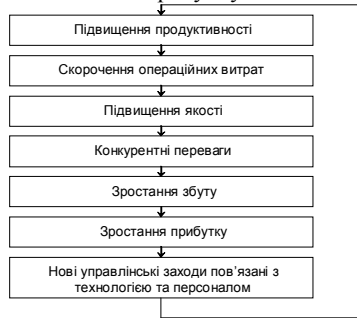 Підвищення продуктивності
Скорочення операційних витрат
Підвищення якості
Конкурентні переваги
Зростання збуту
Зростання прибутку
Нові управлінські заходи пов’язані з
технологією та персоналом